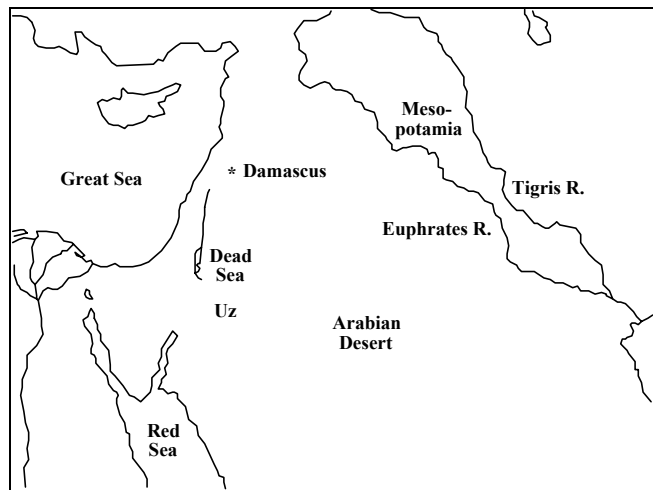 Meso-
potamia
Great Sea
* Damascus
Tigris R.
Euphrates R.
Dead
Sea
Uz
Arabian
Desert
Red
Sea